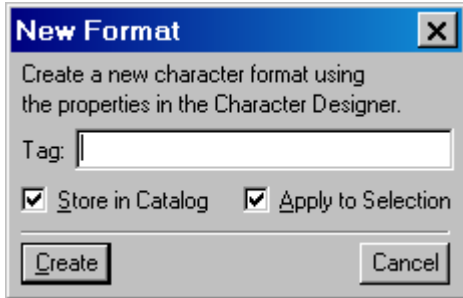 New Format
Create a new character format using
the properties in the Character Designer.
Tag:
Store in Catalog Apply to Selection
Create Cancel